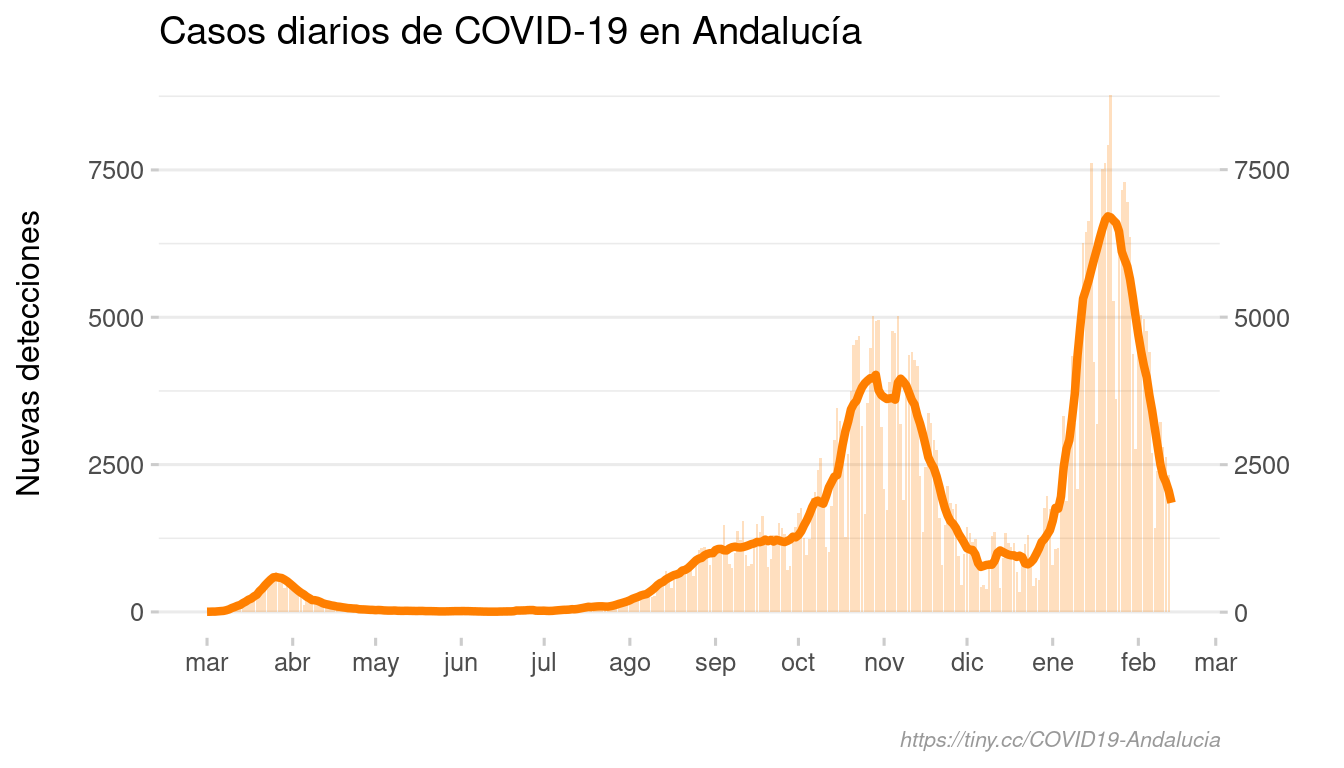 Casos diarios de COVID-19 en Andalucía
Nuevas detecciones
7500
5000
2500
0
7500
5000
2500
0
mar abr may jun jul ago sep oct nov dic ene feb mar
https://tiny.cc/COVID19-Andalucia